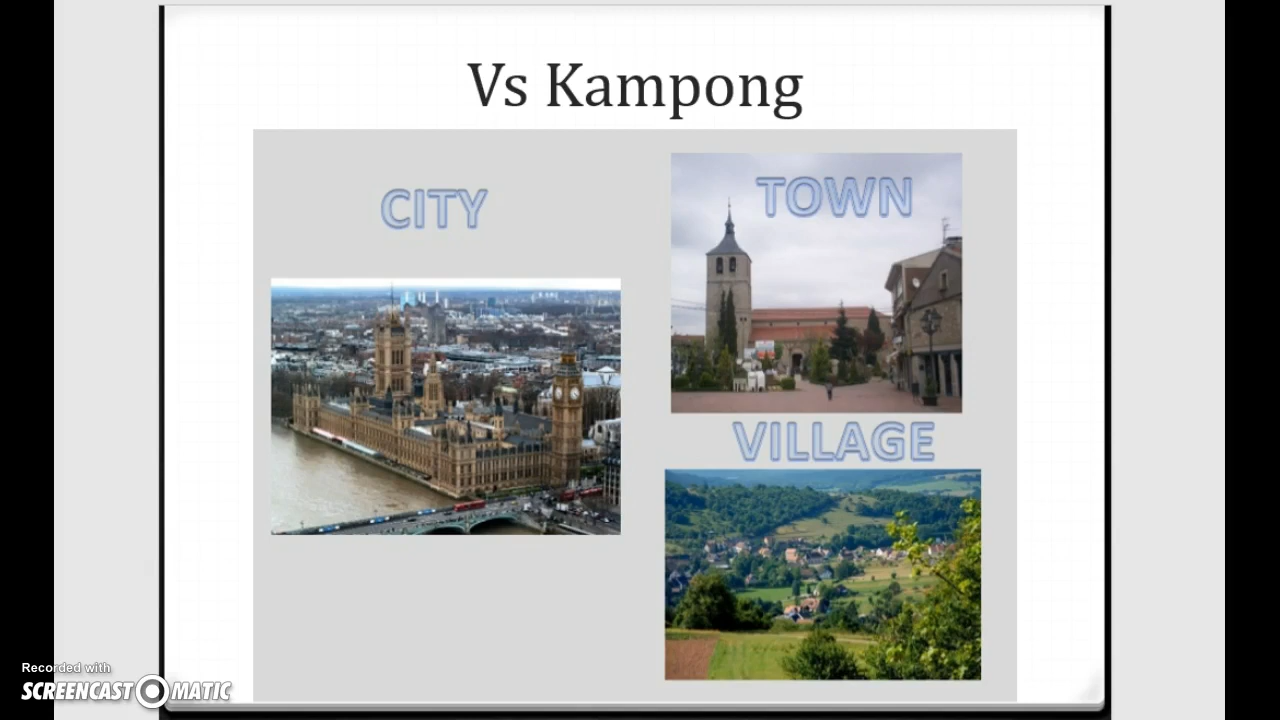 Vs Kampong
CITY
TOWN
VILLAGE
Recorded with
SCREENCAST MATIC